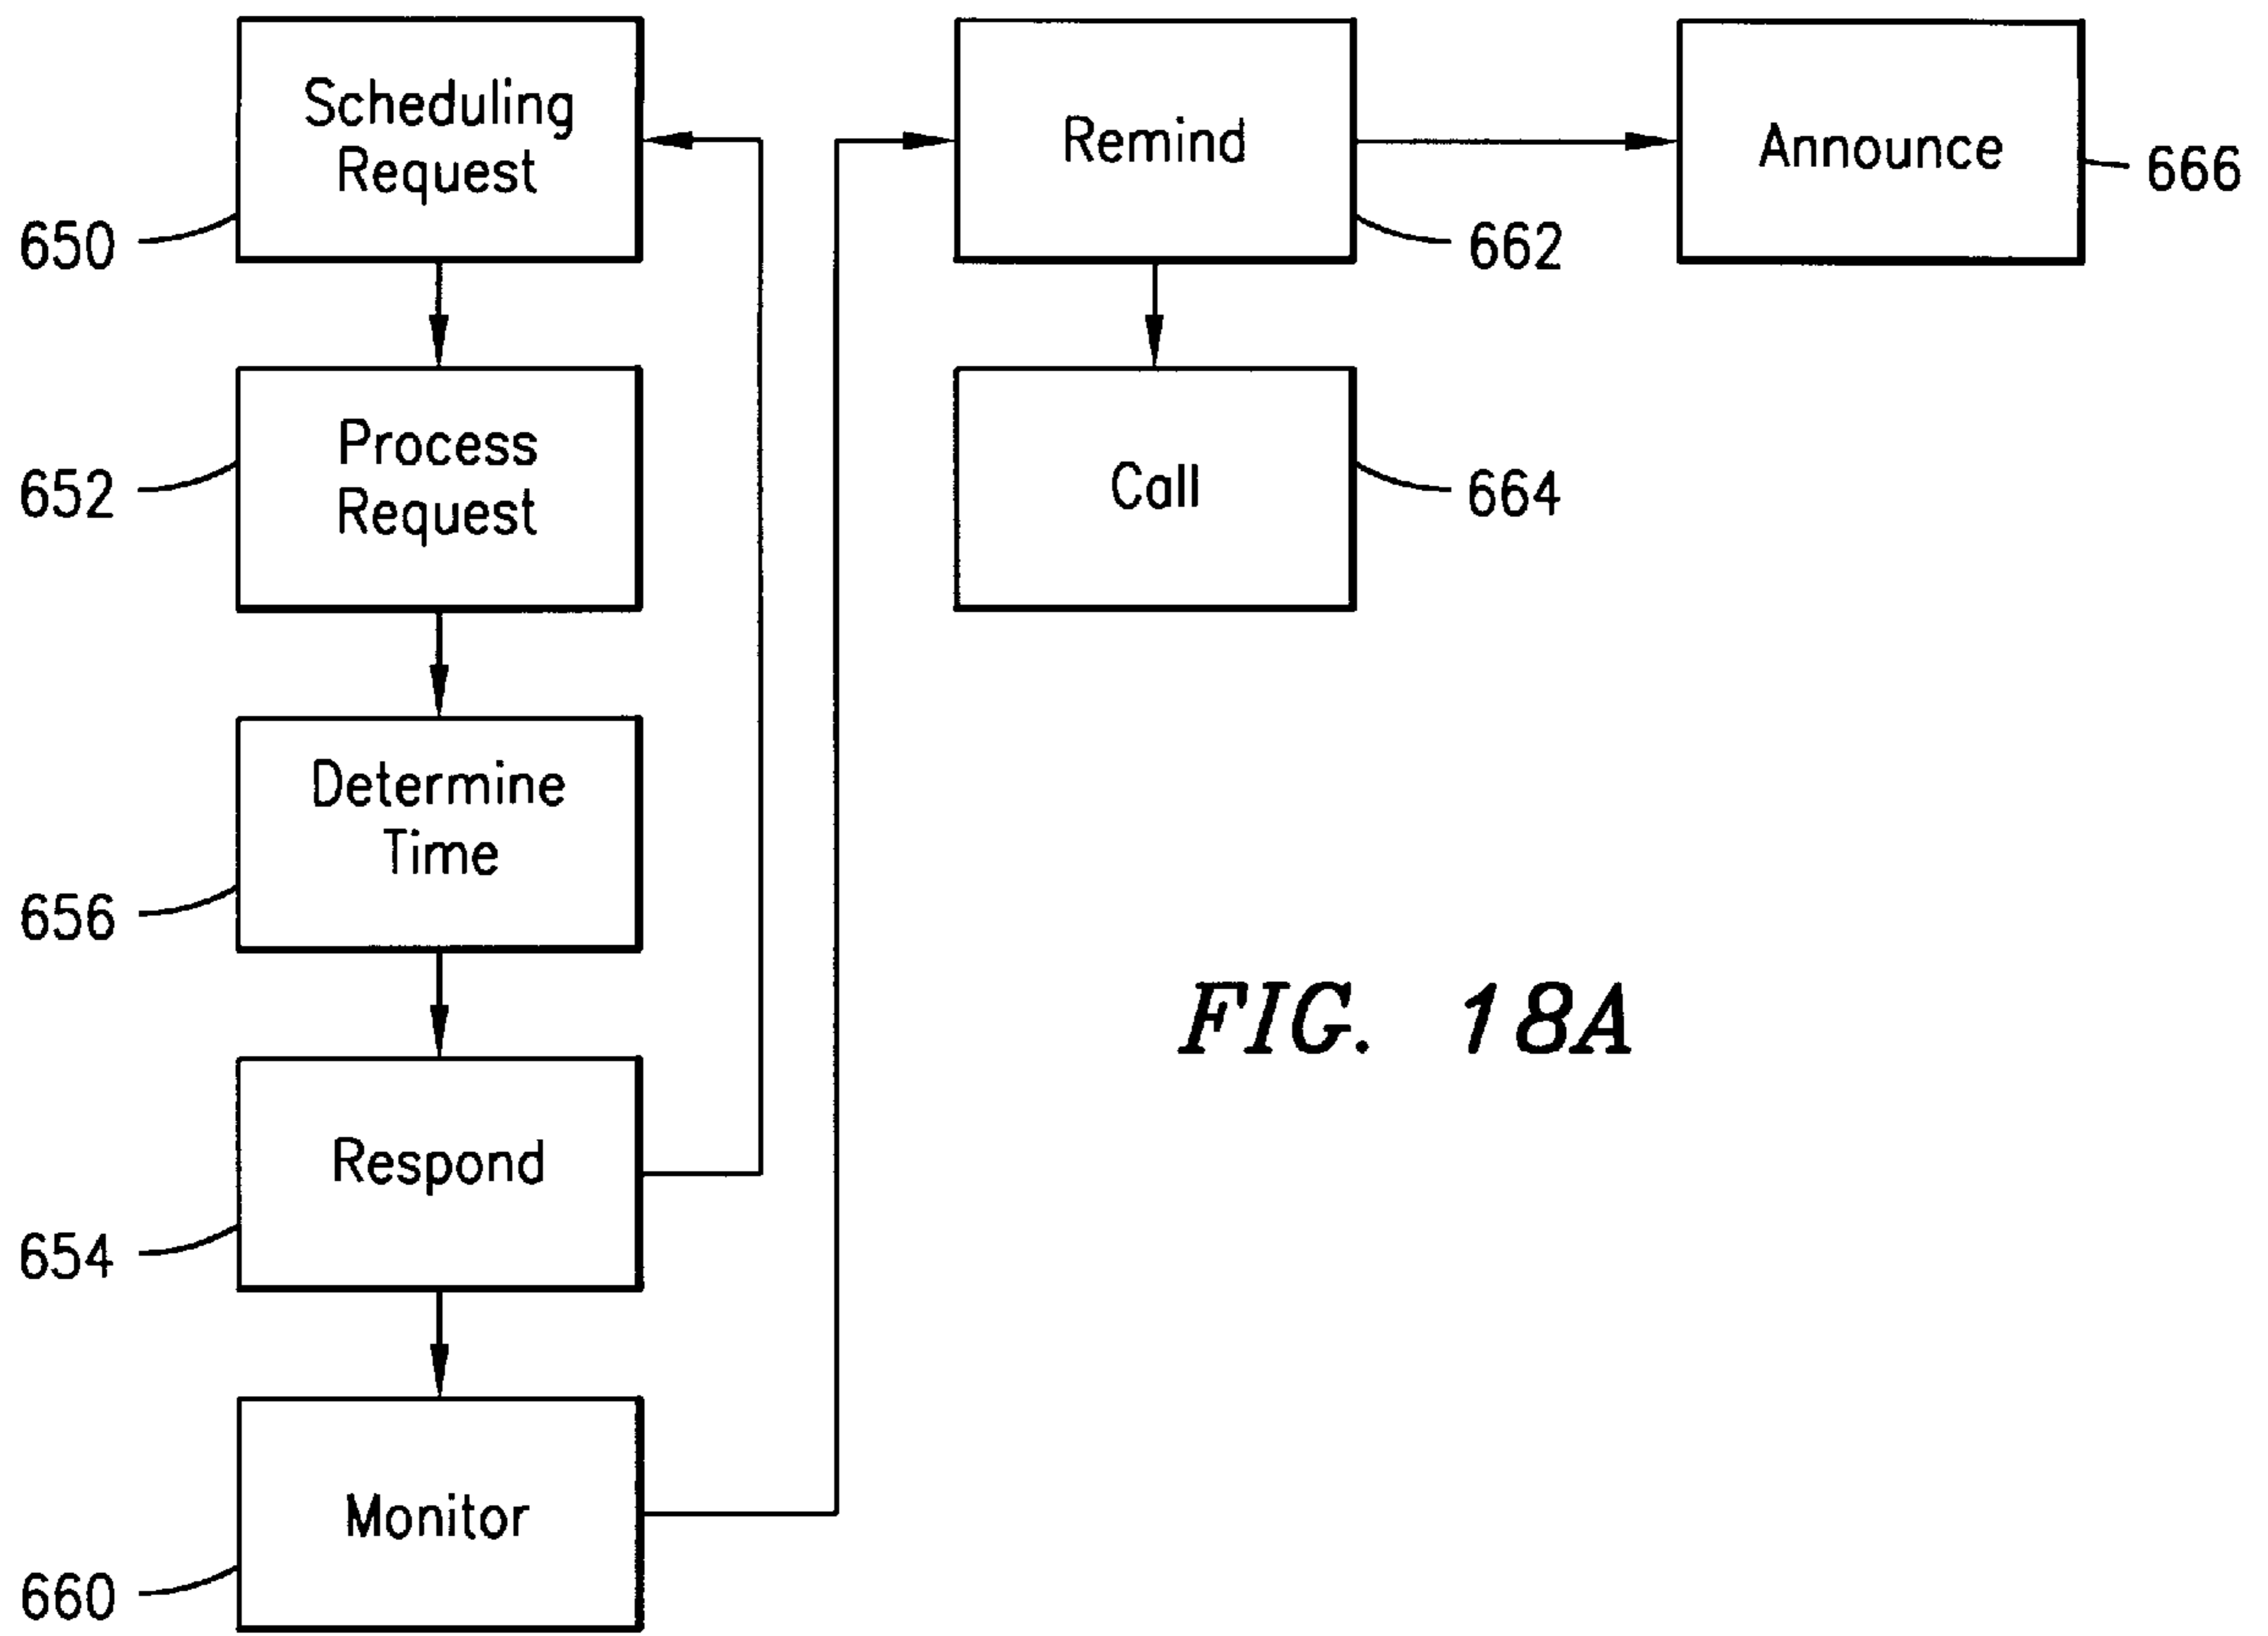 Scheduling
Request
650
Process
Request
652
Determine
Time
656
Respond
654
Monitor
660
Remind
662
Call
664
Announce
666
FIG. 18A